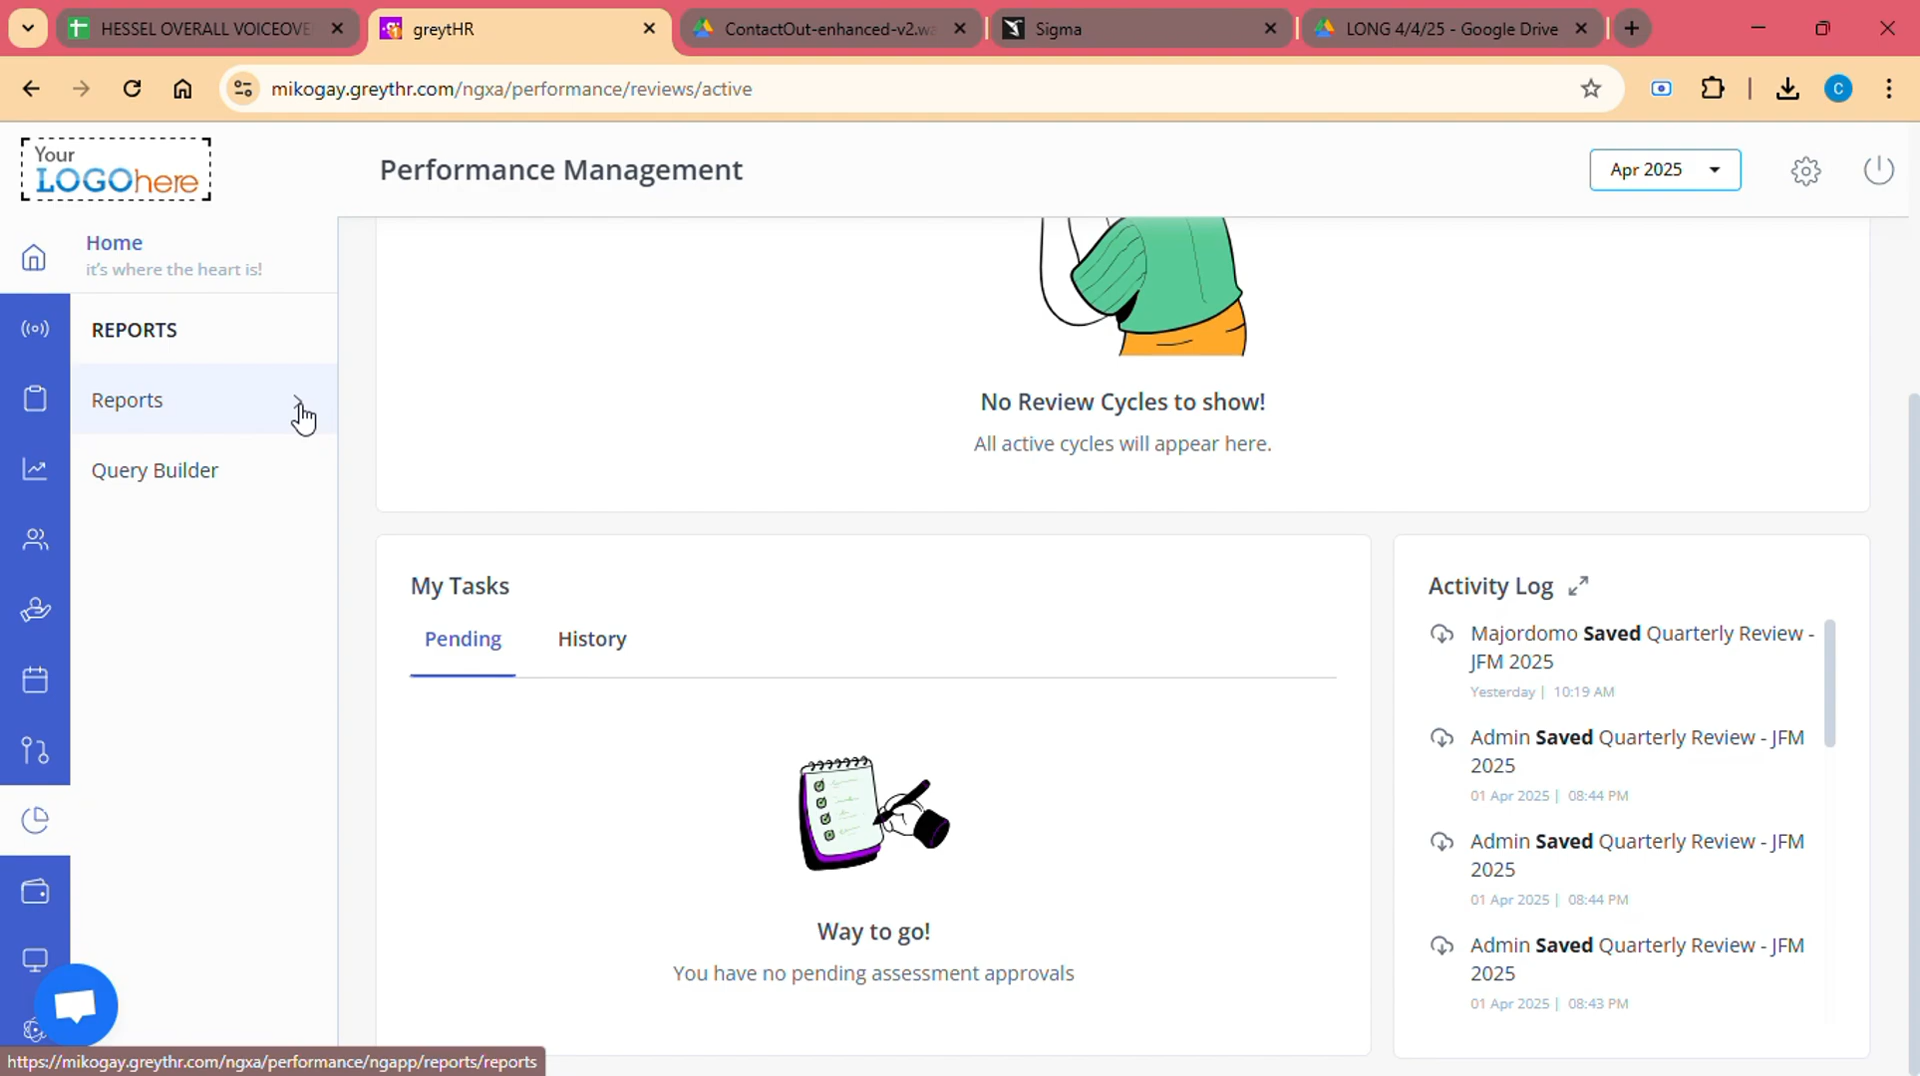 HESSEL OVERALL VOICEOVE
greytHR
ContactOut-enhanced-v2.wa
Sigma
LONG 4/4/25 - Google Drive
mikogay.greythr.com/ngxa/performance/reviews/active
C
Your
LOGOhere
Performance Management
Apr 2025
Home
it's where the heart is!
REPORTS
Reports
Query Builder
No Review Cycles to show!
All active cycles will appear here.
My Tasks
Pending
History
Way to go!
You have no pending assessment approvals
Activity Log
Majordomo Saved Quarterly Review -
JFM 2025
Yesterday | 10:19 AM
Admin Saved Quarterly Review - JFM
2025
01 Apr 2025 | 08:44 PM
Admin Saved Quarterly Review - JFM
2025
01 Apr 2025 | 08:44 PM
Admin Saved Quarterly Review - JFM
2025
01 Apr 2025 | 08:43 PM
https://mikogay.greythr.com/ngxa/performance/ngapp/reports/reports